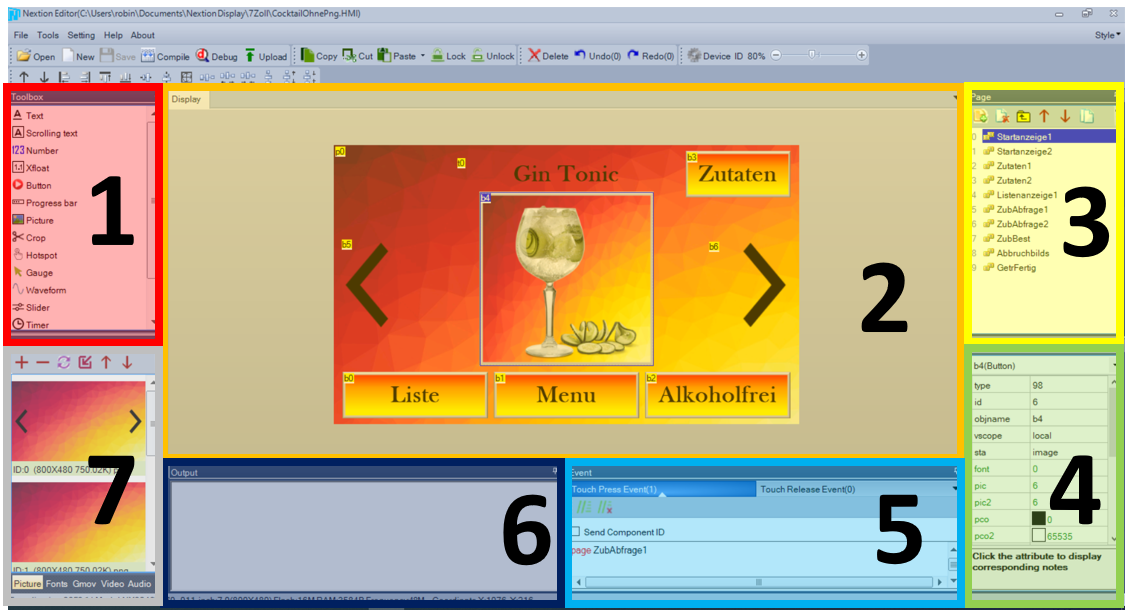 Nextion Editor(C:\Users\robin\Documents\Nextion Display\7Zoll\CocktailOhnePng.HMI)
File Tools Setting Help About
Style
Open New Save Compile Debug Upload Copy Cut Paste Lock Unlock Delete Undo(0) Redo(0) Device ID 80%
Toolbox
A Text
A Scrolling text
123 Number
1.1 Xfloat
Button
Progress bar
Picture
Crop
Hotspot
Gauge
Waveform
Slider
Timer
1
Display
p0
t0
Gin Tonic
b3
Zutaten
b4
b5
b6
b0
Liste
b1
Menu
b2
Alkoholfrei
2
Page
0 Startanzeige1
1 Startanzeige2
2 Zutaten1
3 Zutaten2
4 Listenanzeige1
5 ZubAbfrage1
6 ZubAbfrage2
7 ZubBest
8 Abbruchbilds
9 GetrFertig
3
b4(Button)
type 98
id 6
objname b4
vscope local
sta image
font 0
pic 6
pic2 6
pco 0
pco2 65535
Click the attribute to display
corresponding notes
4
Event
Touch Press Event(1) Touch Release Event(0)
Send Component ID
page ZubAbfrage1
5
Output
6
ID:0 (800X480 750.02K)
ID:1 (800X480 750.02K) png
Picture Fonts Gmov Video Audio
7